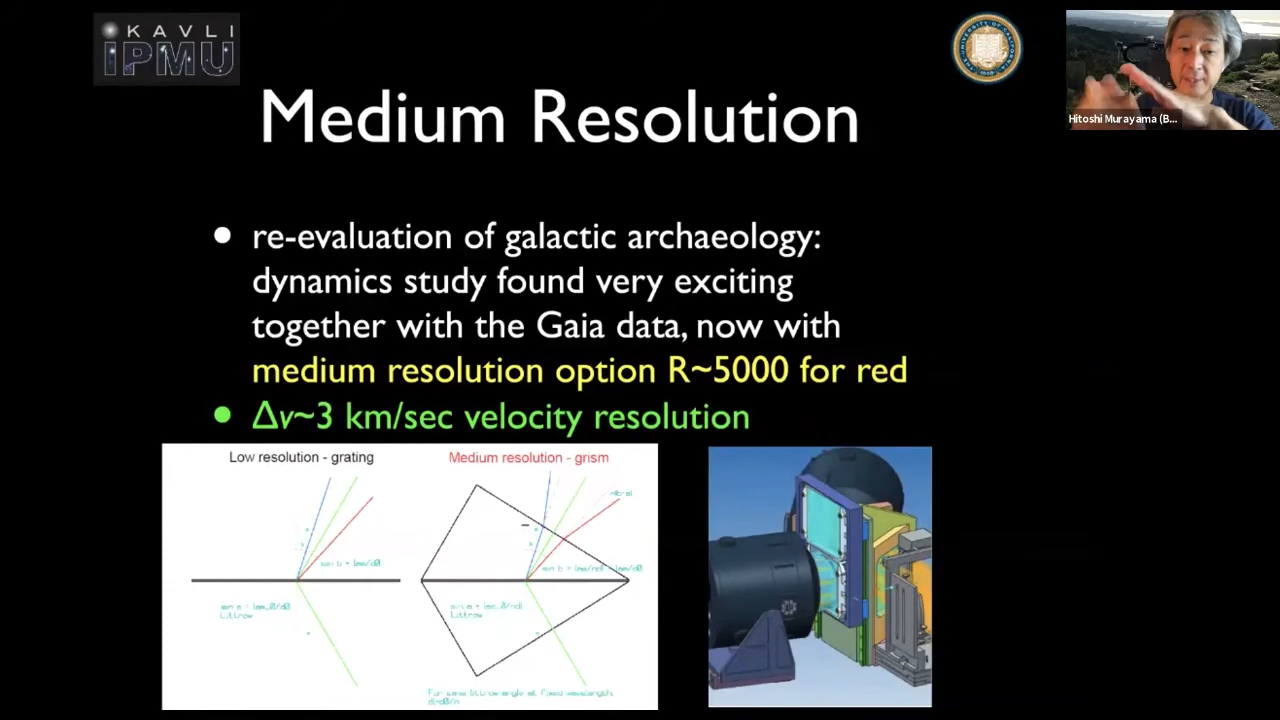 KAVLI
IPMU
Hitoshi Murayama (B...
Medium Resolution
• re-evaluation of galactic archaeology:
dynamics study found very exciting
together with the Gaia data, now with
medium resolution option R~5000 for red
• Δv~3 km/sec velocity resolution
Low resolution - grating
Medium resolution - grism
Littrow
Littrow